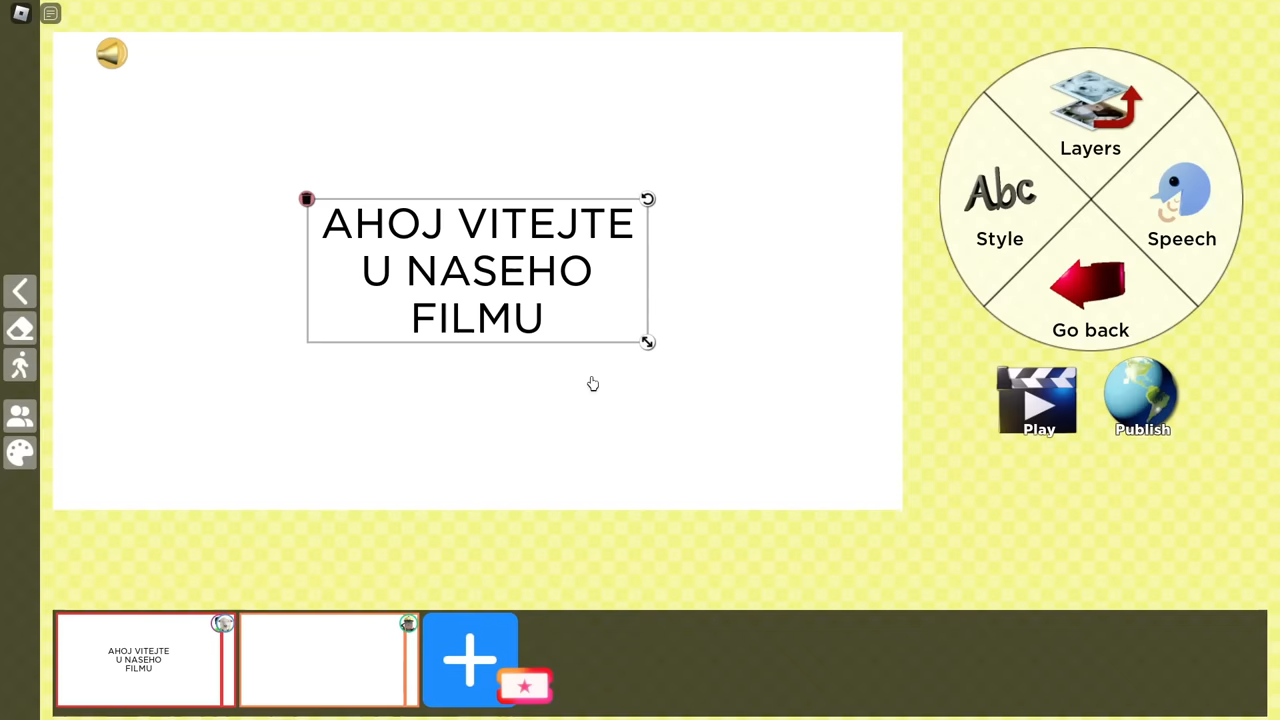 AHOJ VITEJTE
U NASEHO
FILMU
Layers
Abc
Style
Speech
Go back
Play
Publish
AHOJ VITEJTE
U NASEHO
FILMU